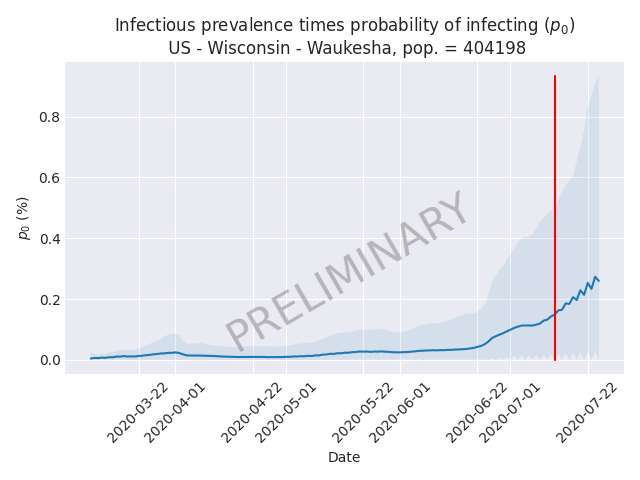 Infectious prevalence times probability of infecting (p₀)
US - Wisconsin - Waukesha, pop. = 404198
p₀ (%)
0.8
0.6
0.4
0.2
0.0
PRELIMINARY
2020-03-22
2020-04-01
2020-04-22
2020-05-01
2020-05-22
2020-06-01
2020-06-22
2020-07-01
2020-07-22
Date